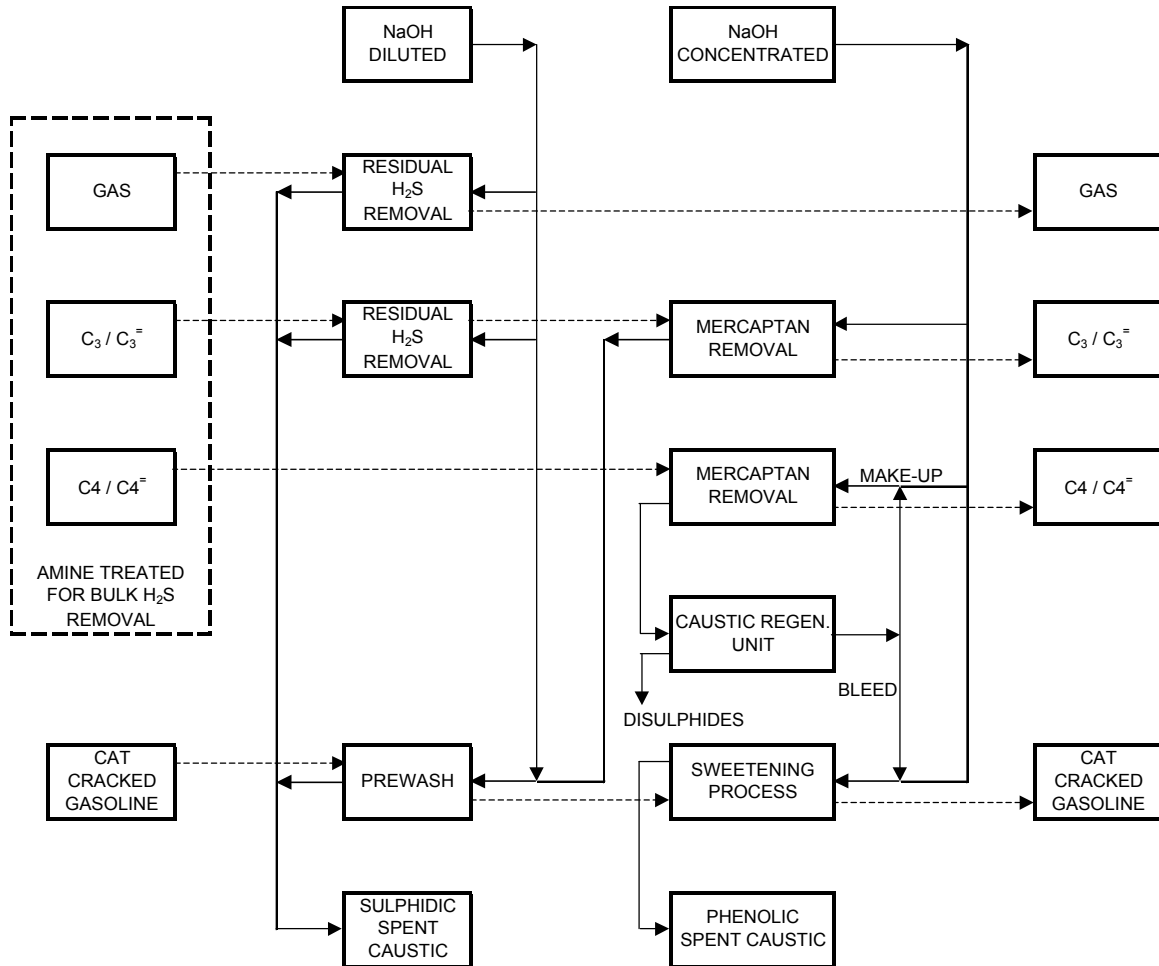 NaOH
DILUTED
NaOH
CONCENTRATED
GAS
RESIDUAL
H₂S
REMOVAL
GAS
C₃ / C₃⁼
RESIDUAL
H₂S
REMOVAL
MERCAPTAN
REMOVAL
C₃ / C₃⁼
C4 / C4⁼
MERCAPTAN
REMOVAL
MAKE-UP
C4 / C4⁼
AMINE TREATED
FOR BULK H₂S
REMOVAL
CAUSTIC REGEN.
UNIT
BLEED
DISULPHIDES
CAT
CRACKED
GASOLINE
PREWASH
SWEETENING
PROCESS
CAT
CRACKED
GASOLINE
SULPHIDIC
SPENT
CAUSTIC
PHENOLIC
SPENT CAUSTIC